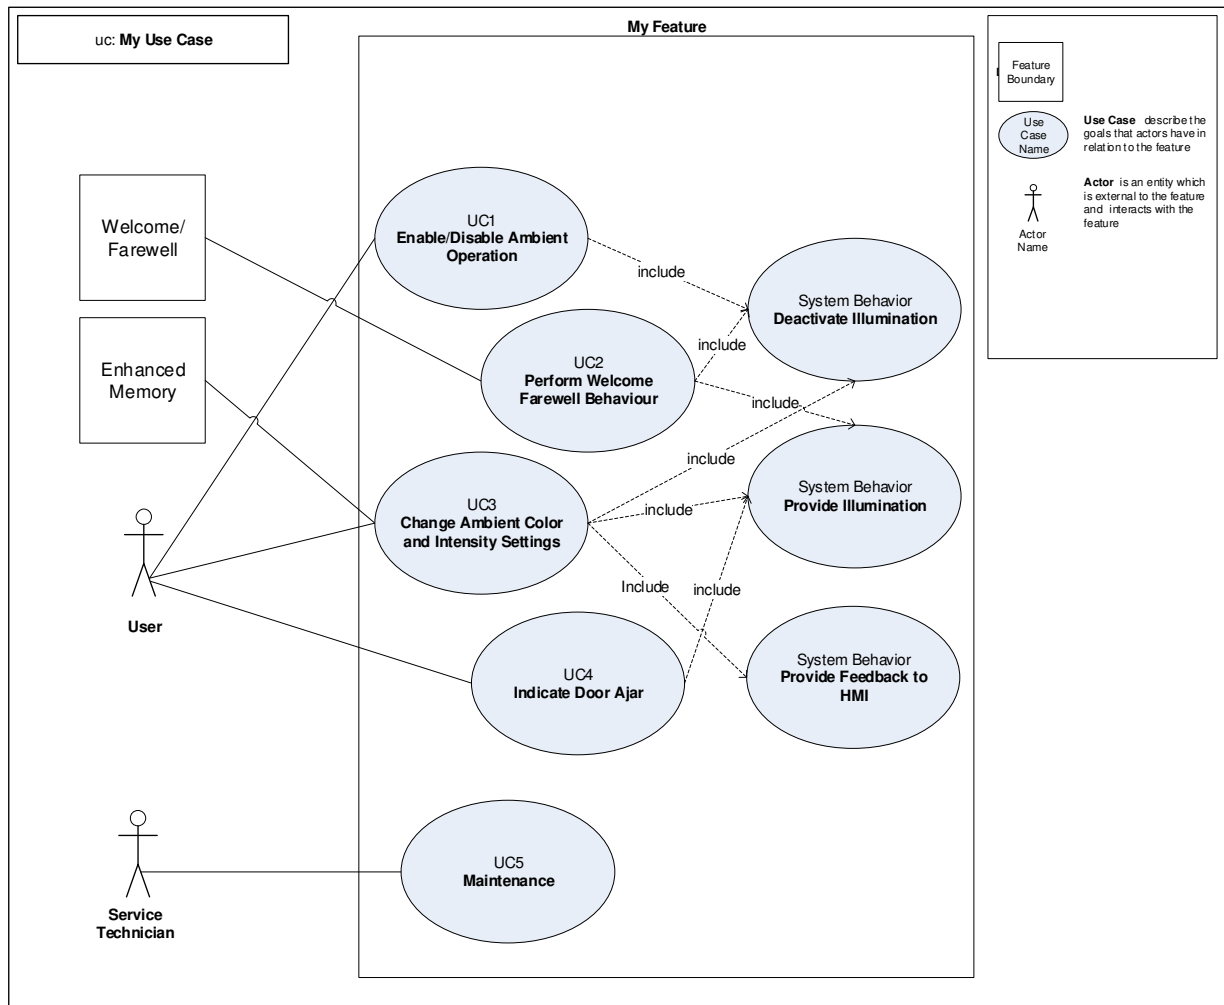 uc: My Use Case
My Feature
Feature
Boundary
Use
Case
Name
Use Case describe the
goals that actors have in
relation to the feature
Actor is an entity which
is external to the feature
and interacts with the
feature
Actor
Name
Welcome/
Farewell
Enhanced
Memory
User
Service
Technician
UC1
Enable/Disable Ambient
Operation
include
System Behavior
Deactivate Illumination
UC2
Perform Welcome
Farewell Behaviour
include
include
include
UC3
Change Ambient Color
and Intensity Settings
include
System Behavior
Provide Illumination
Include
include
UC4
Indicate Door Ajar
System Behavior
Provide Feedback to
HMI
UC5
Maintenance